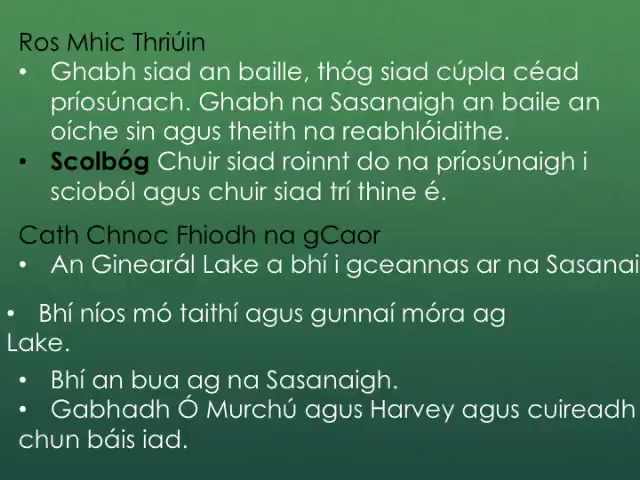 Ros Mhic Thriúin
• Ghabh siad an baille, thóg siad cúpla céad
príosúnach. Ghabh na Sasanaigh an baile an
oíche sin agus theith na reabhlóidithe.
• Scolbóg Chuir siad roinnt do na príosúnaigh i
scioból agus chuir siad trí thine é.
Cath Chnoc Fhiodh na gCaor
• An Ginearál Lake a bhí i gceannas ar na Sasanai
• Bhí níos mó taithí agus gunnaí móra ag
Lake.
• Bhí an bua ag na Sasanaigh.
• Gabhadh Ó Murchú agus Harvey agus cuireadh
chun báis iad.